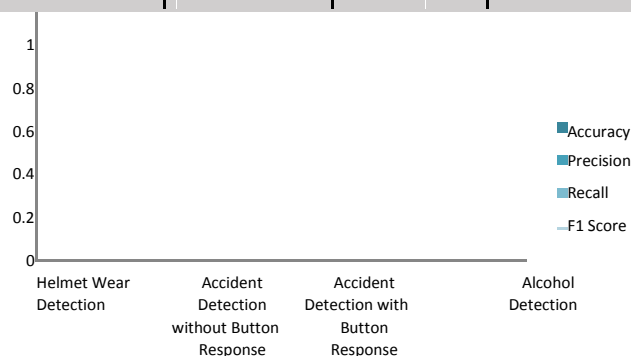 1
0.8
0.6
0.4
0.2
0
Accuracy
Precision
Recall
F1 Score
Helmet Wear
Detection
Accident
Detection
without Button
Response
Accident
Detection with
Button
Response
Alcohol
Detection